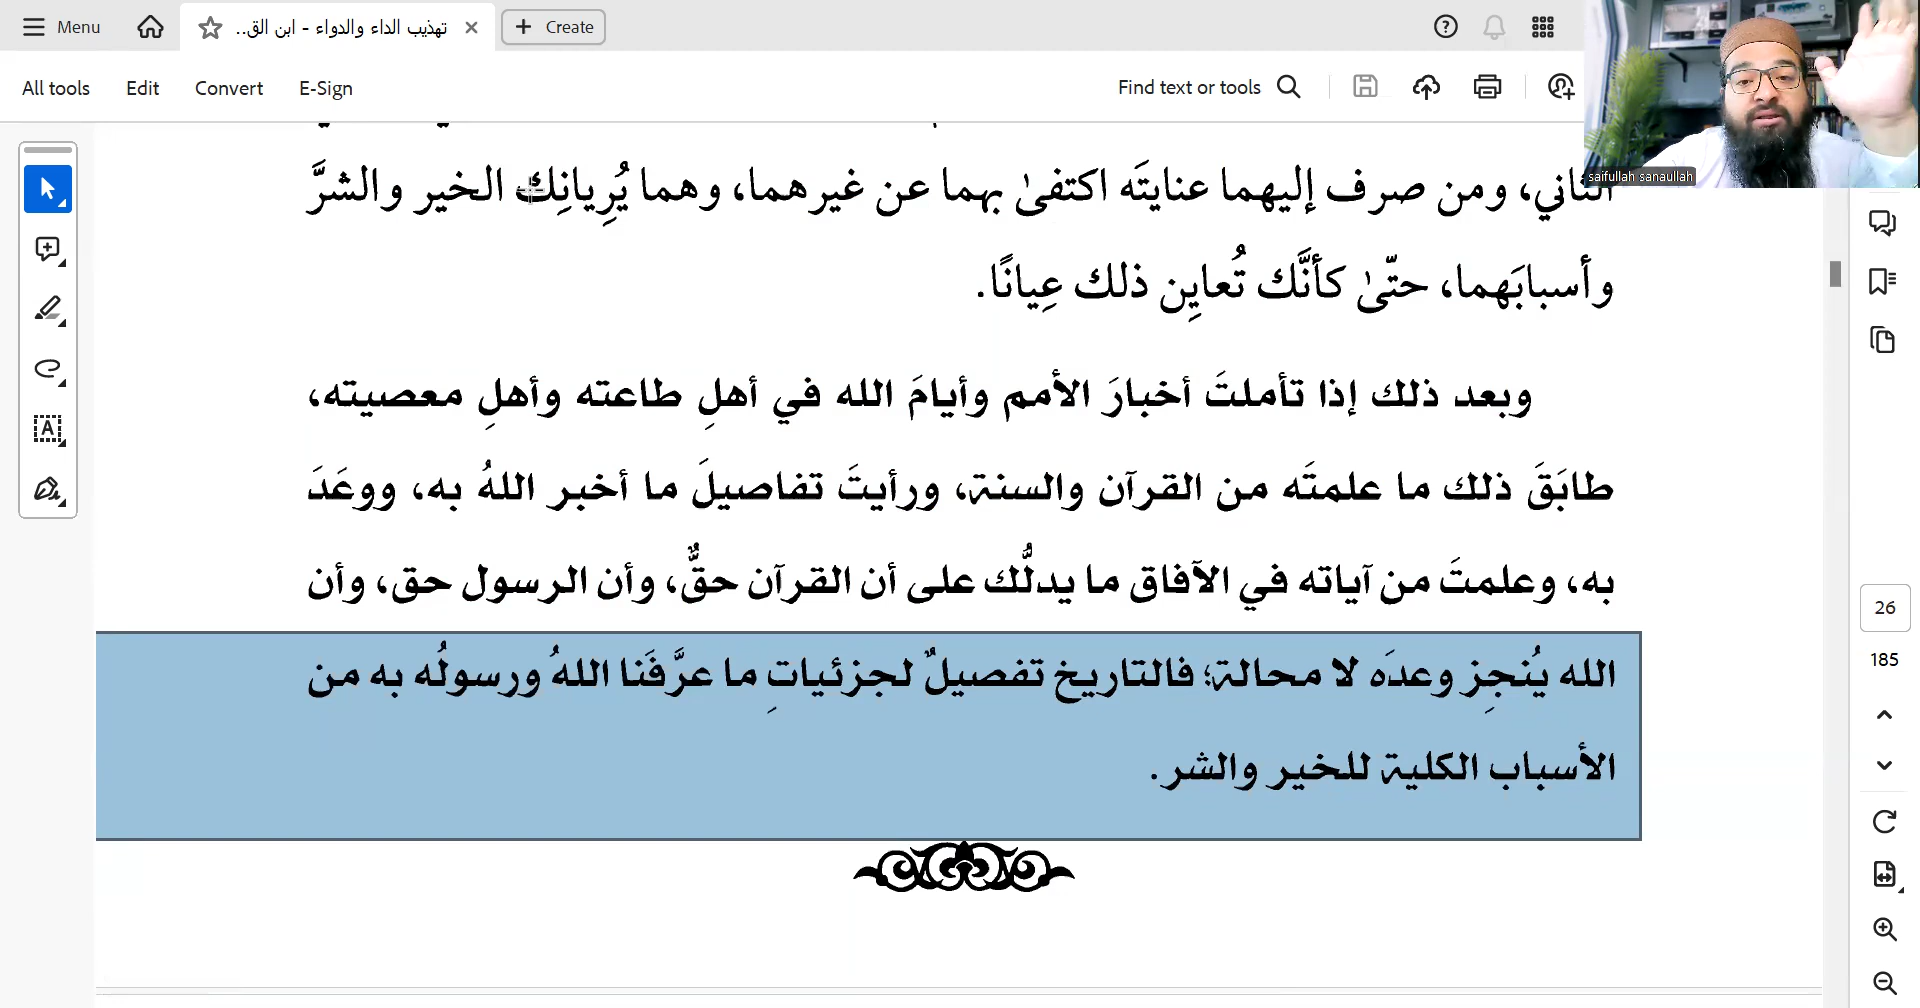 Menu
تهذيب الداء والدواء - ابن الق..
Create
All tools
Edit
Convert
E-Sign
Find text or tools
saifullah sanaullah
الثاني، ومن صرف إليهما عنايتَه اكتفىٰ بهما عن غيرهما، وهما يُرِيانِك الخير والشرَّ
وأسبابَهما، حتّىٰ كأنَّك تُعايِن ذلك عِيانًا.
وبعد ذلك إذا تأملتَ أخبارَ الأمم وأيامَ الله في أهلِ طاعته وأهلِ معصيته،
طابَقَ ذلك ما علمتَه من القرآن والسنة، ورأيتَ تفاصيلَ ما أخبر اللهُ به، ووعَدَ
به، وعلمتَ من آياته في الآفاق ما يدلُّك على أن القرآن حقٌّ، وأن الرسول حق، وأن
الله يُنجِز وعدَه لا محالة؛ فالتاريخ تفصيلٌ لجزئياتِ ما عرَّفَنا اللهُ ورسولُه به من
الأسباب الكلية للخير والشر.
26
185